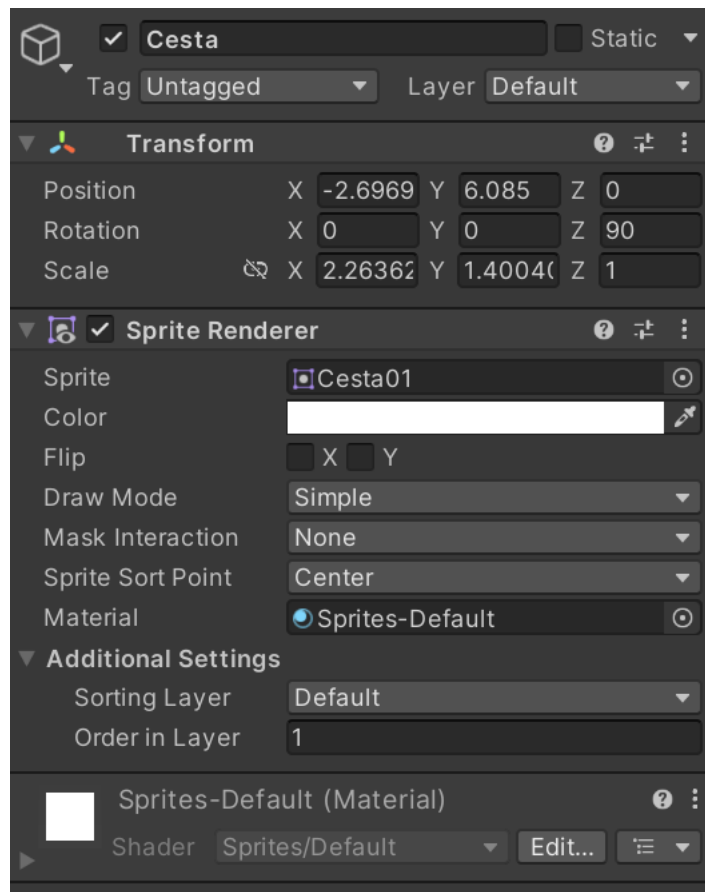 Cesta Static
Tag Untagged Layer Default
Transform
Position X -2.6969 Y 6.085 Z 0
Rotation X 0 Y 0 Z 90
Scale X 2.26362 Y 1.4004( Z 1
Sprite Renderer
Sprite Cesta01
Color
Flip X Y
Draw Mode Simple
Mask Interaction None
Sprite Sort Point Center
Material Sprites-Default
Additional Settings
Sorting Layer Default
Order in Layer 1
Sprites-Default (Material)
Shader Sprites/Default Edit...